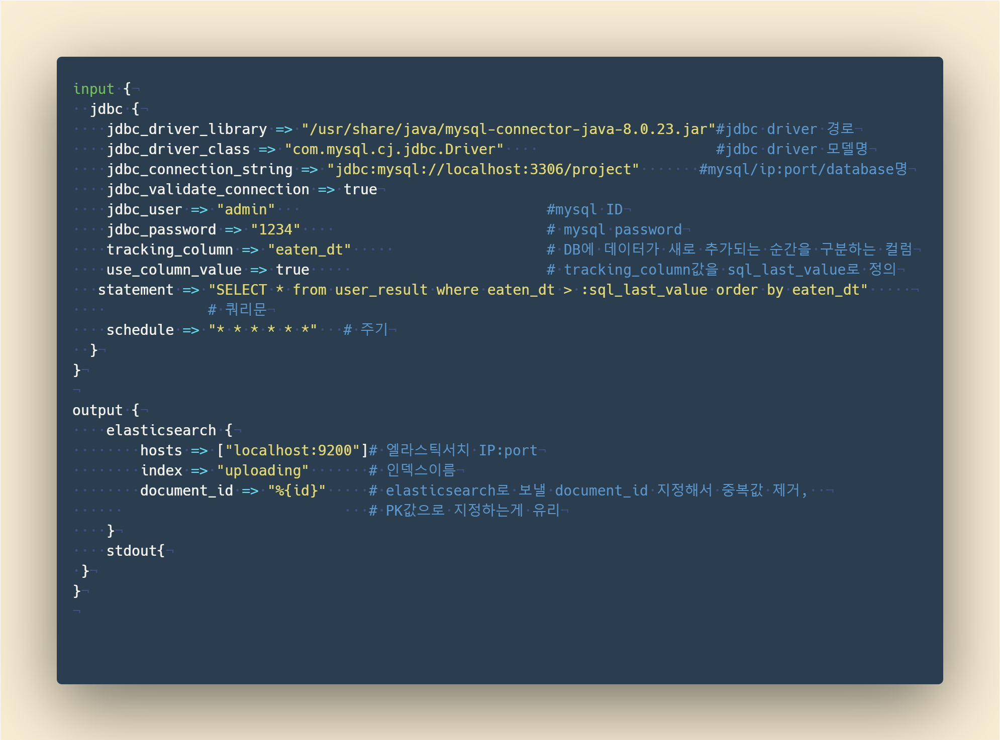 input {
  jdbc {
    jdbc_driver_library => "/usr/share/java/mysql-connector-java-8.0.23.jar"#jdbc driver 경로
    jdbc_driver_class => "com.mysql.cj.jdbc.Driver"                         #jdbc driver 모델명
    jdbc_connection_string => "jdbc:mysql://localhost:3306/project"       #mysql/ip:port/database명
    jdbc_validate_connection => true
    jdbc_user => "admin"                                #mysql ID
    jdbc_password => "1234"                             # mysql password
    tracking_column => "eaten_dt"                       # DB에 데이터가 새로 추가되는 순간을 구분하는 컬럼
    use_column_value => true                            # tracking_column값을 sql_last_value로 정의
   statement => "SELECT * from user_result where eaten_dt > :sql_last_value order by eaten_dt"
                # 쿼리문
    schedule => "* * * * * *"   # 주기
  }
}

output {
    elasticsearch {
        hosts => ["localhost:9200"]# 엘라스틱서치 IP:port
        index => "uploading"       # 인덱스이름
        document_id => "%{id}"     # elasticsearch로 보낼 document_id 지정해서 중복값 제거,
                                   # PK값으로 지정하는게 유리
    }
    stdout{
 }
}